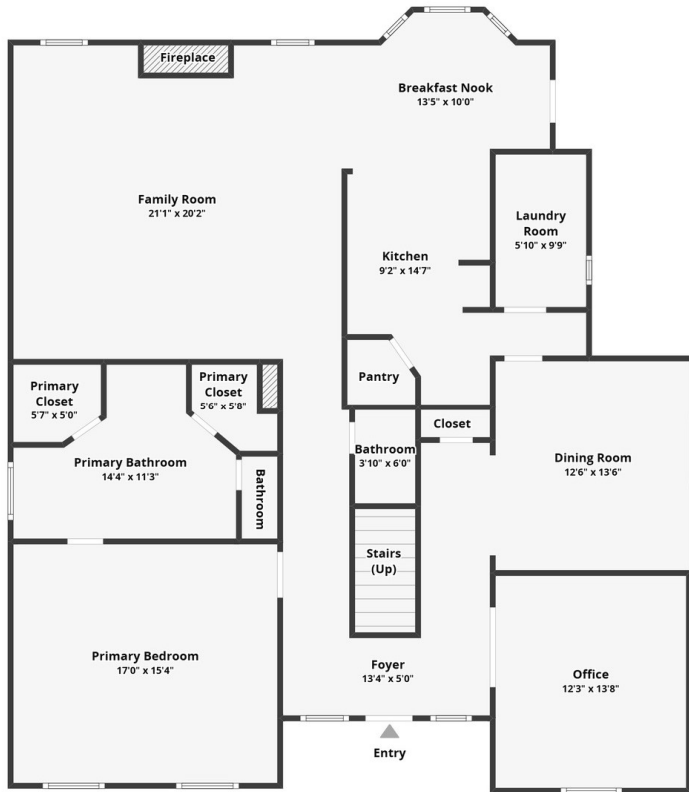 Fireplace
Breakfast Nook
13'5" x 10'0"
Family Room
21'1" x 20'2"
Laundry
Room
5'10" x 9'9"
Kitchen
9'2" x 14'7"
Primary
Closet
5'7" x 5'0"
Primary
Closet
5'6" x 5'8"
Pantry
Closet
Bathroom
3'10" x 6'0"
Dining Room
12'6" x 13'6"
Primary Bathroom
14'4" x 11'3"
Bathroom
Stairs
(Up)
Primary Bedroom
17'0" x 15'4"
Foyer
13'4" x 5'0"
Office
12'3" x 13'8"
Entry